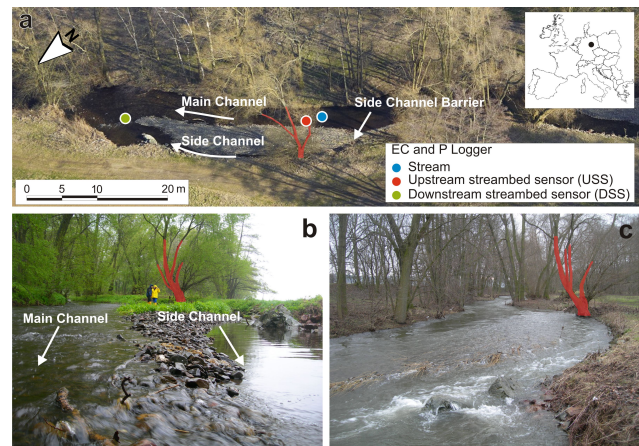 a
N
Main Channel
Side Channel Barrier
Side Channel
EC and P Logger
Stream
Upstream streambed sensor (USS)
Downstream streambed sensor (DSS)
0 5 10 20 m
b
Main Channel
Side Channel
c